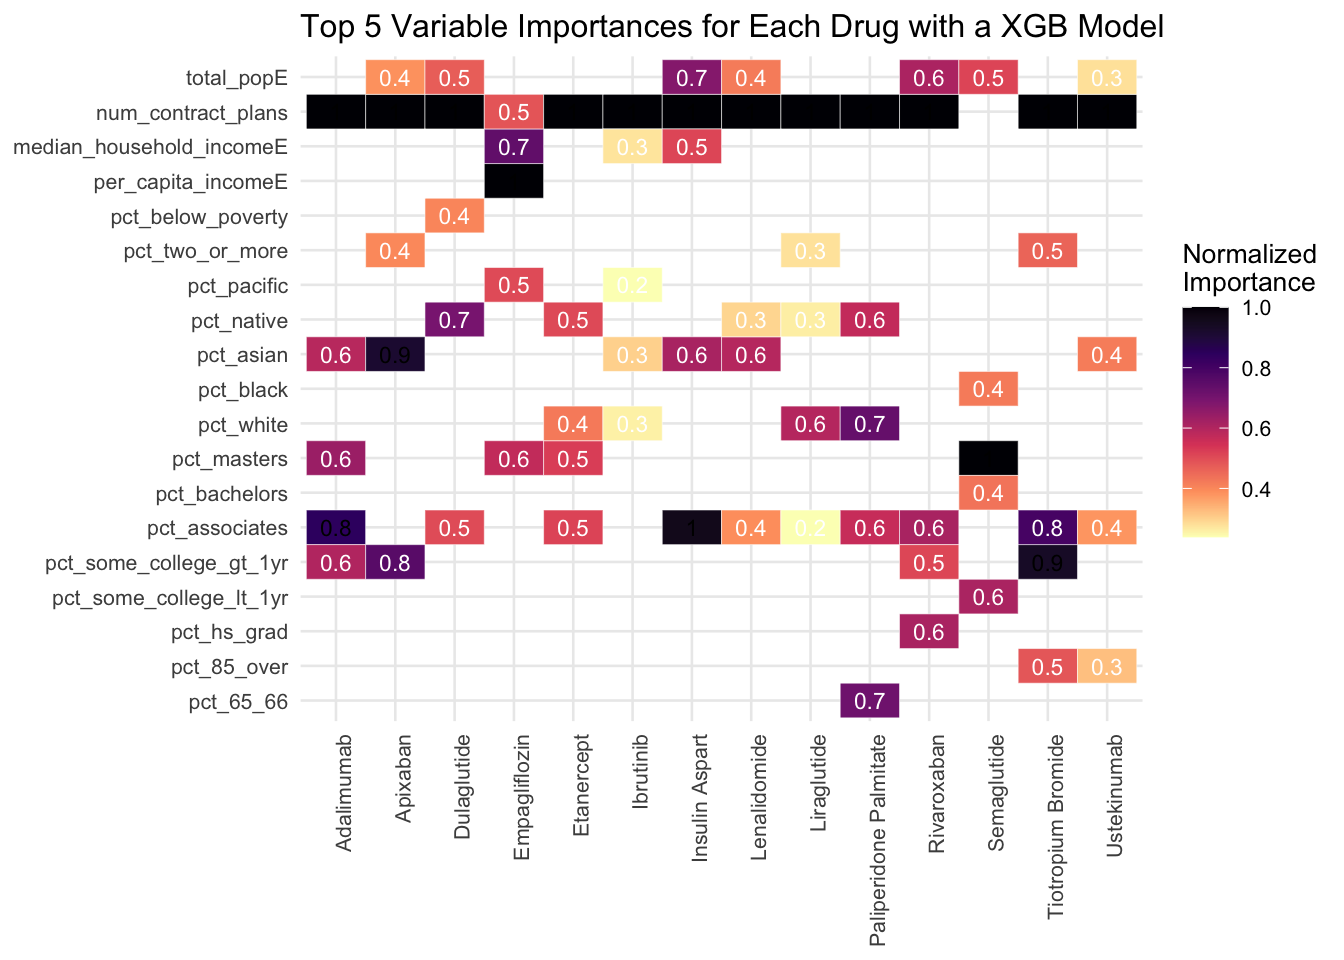 Top 5 Variable Importances for Each Drug with a XGB Model
total_popE 0.4 0.5 0.7 0.4 0.6 0.5 0.3
num_contract_plans 0.5
median_household_incomeE 0.7 0.3 0.5
per_capita_incomeE
pct_below_poverty 0.4
pct_two_or_more 0.4 0.3 0.5
pct_pacific 0.5 0.2
pct_native 0.7 0.5 0.3 0.3 0.6
pct_asian 0.6 0.9 0.3 0.6 0.6 0.4
pct_black 0.4
pct_white 0.4 0.3 0.6 0.7
pct_masters 0.6 0.6 0.5
pct_bachelors 0.4
pct_associates 0.8 0.5 0.5 1 0.4 0.2 0.6 0.6 0.8 0.4
pct_some_college_gt_1yr 0.6 0.8 0.5 0.9
pct_some_college_lt_1yr 0.6
pct_hs_grad 0.6
pct_85_over 0.5 0.3
pct_65_66 0.7
Adalimumab
Apixaban
Dulaglutide
Empagliflozin
Etanercept
Ibrutinib
Insulin Aspart
Lenalidomide
Liraglutide
Paliperidone Palmitate
Rivaroxaban
Semaglutide
Tiotropium Bromide
Ustekinumab
Normalized
Importance
1.0
0.8
0.6
0.4